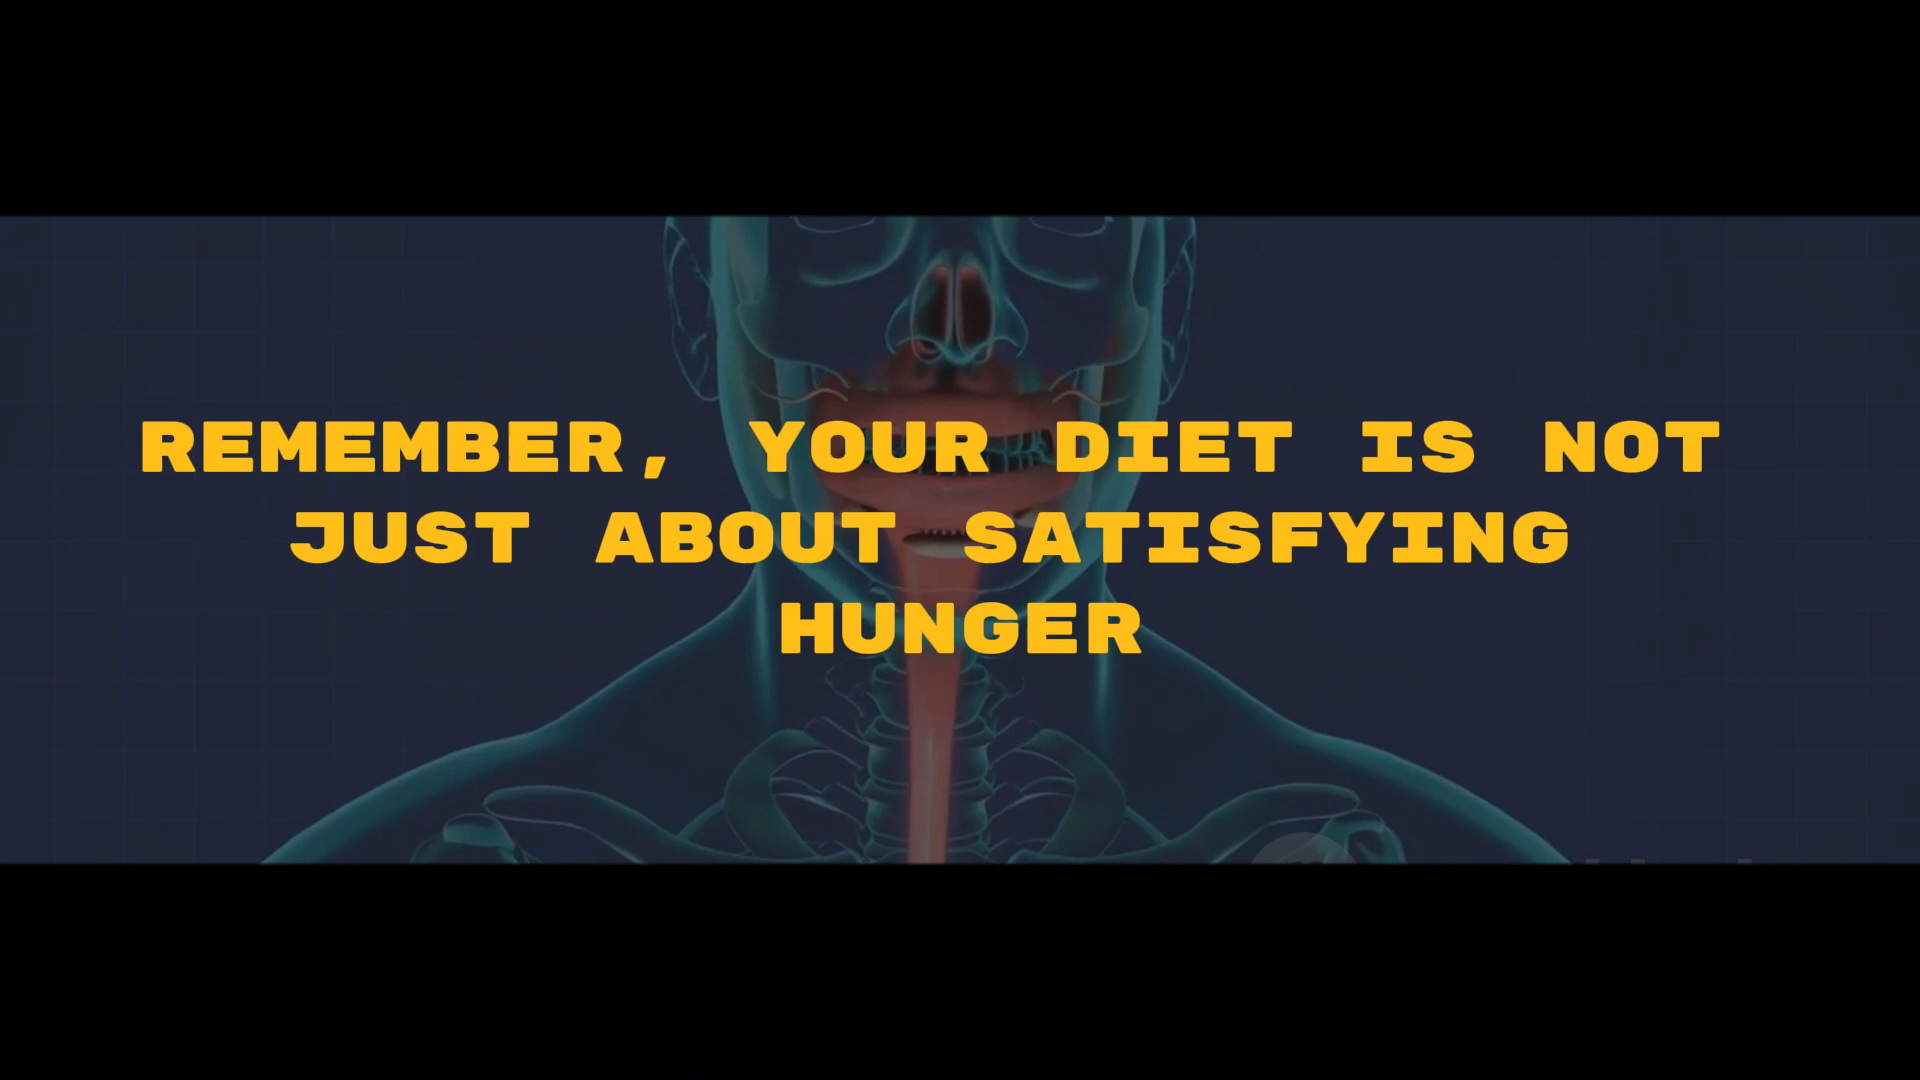 REMEMBER, YOUR DIET IS NOT
JUST ABOUT SATISFYING
HUNGER